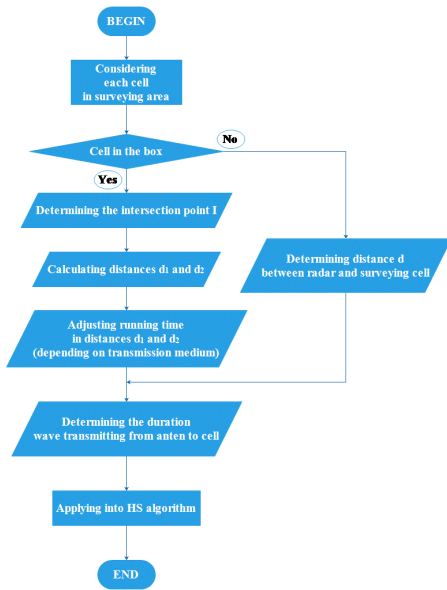 BEGIN
Considering
each cell
in surveying area
Cell in the box
No
Yes
Determining the intersection point I
Calculating distances d₁ and d₂
Determining distance d
between radar and surveying cell
Adjusting running time
in distances d₁ and d₂
(depending on transmission medium)
Determining the duration
wave transmitting from anten to cell
Applying into HS algorithm
END